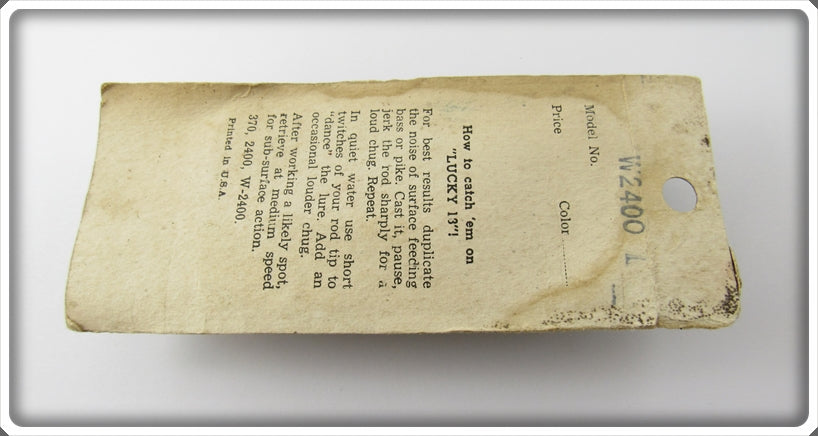 Model No. W2400 L
Price Color ............
How to catch 'em on
"LUCKY 13"!
For best results duplicate
the noise of surface feeding
bass or pike. Cast it, pause,
jerk the rod sharply for a
loud chug. Repeat.
In quiet water use short
twitches of your rod tip to
"dance" the lure. Add an
occasional louder chug.
After working a likely spot,
retrieve at medium speed
for sub-surface action.
370, 2400, W-2400.
Printed in U.S.A.